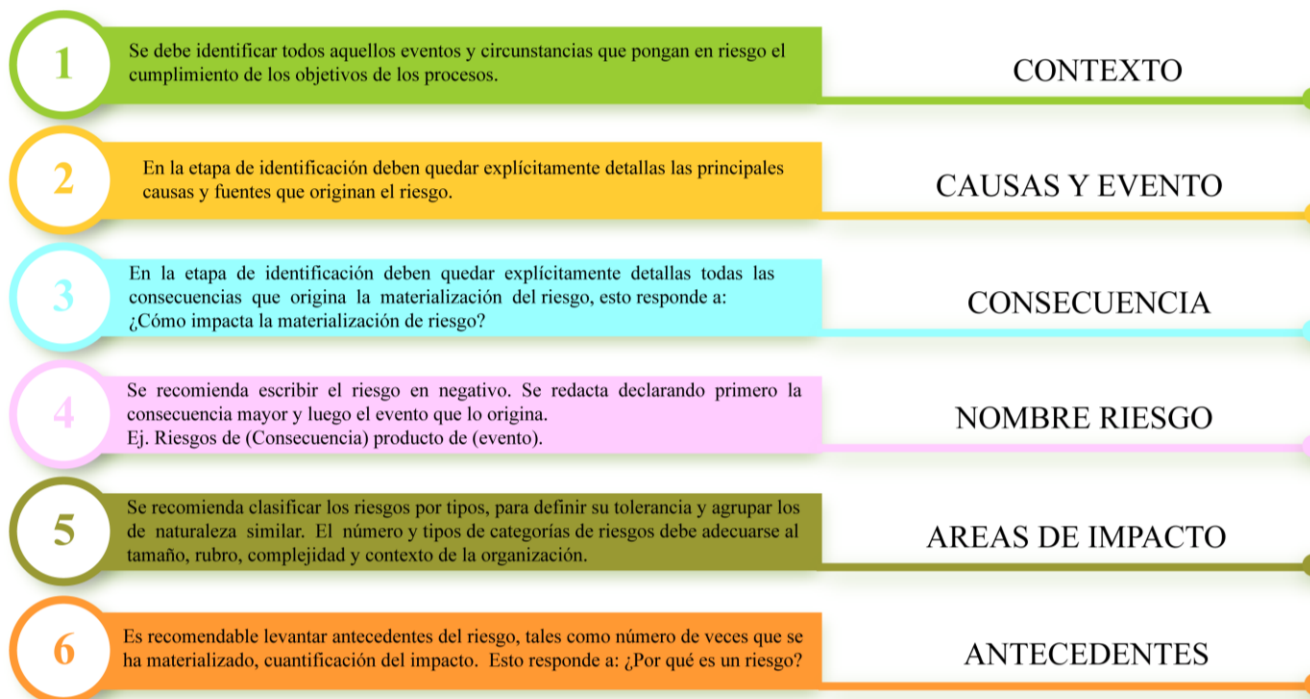 1
Se debe identificar todos aquellos eventos y circunstancias que pongan en riesgo el
cumplimiento de los objetivos de los procesos.
CONTEXTO
2
En la etapa de identificación deben quedar explícitamente detallas las principales
causas y fuentes que originan el riesgo.
CAUSAS Y EVENTO
3
En la etapa de identificación deben quedar explícitamente detallas todas las
consecuencias que origina la materialización del riesgo, esto responde a:
¿Cómo impacta la materialización de riesgo?
CONSECUENCIA
4
Se recomienda escribir el riesgo en negativo. Se redacta declarando primero la
consecuencia mayor y luego el evento que lo origina.
Ej. Riesgos de (Consecuencia) producto de (evento).
NOMBRE RIESGO
5
Se recomienda clasificar los riesgos por tipos, para definir su tolerancia y agrupar los
de naturaleza similar. El número y tipos de categorías de riesgos debe adecuarse al
tamaño, rubro, complejidad y contexto de la organización.
AREAS DE IMPACTO
6
Es recomendable levantar antecedentes del riesgo, tales como número de veces que se
ha materializado, cuantificación del impacto. Esto responde a: ¿Por qué es un riesgo?
ANTECEDENTES